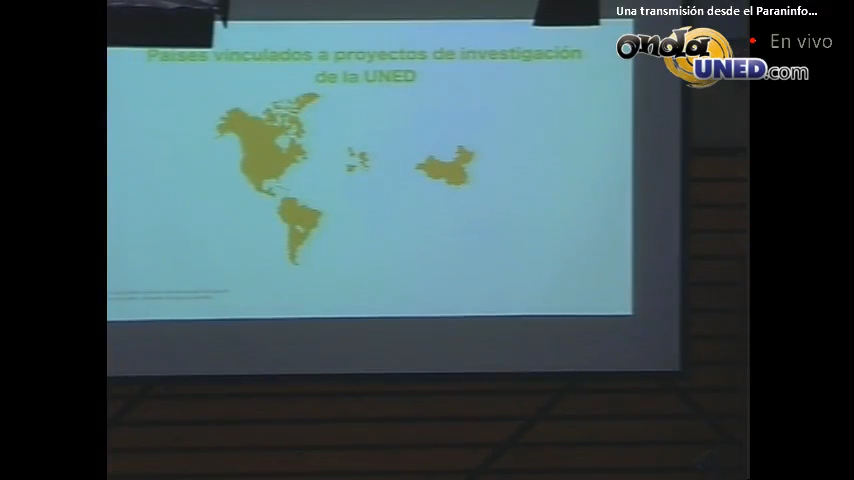 Una transmisión desde el Paraninfo...
En vivo
onda
UNED.com
Países vinculados a proyectos de investigación
de la UNED